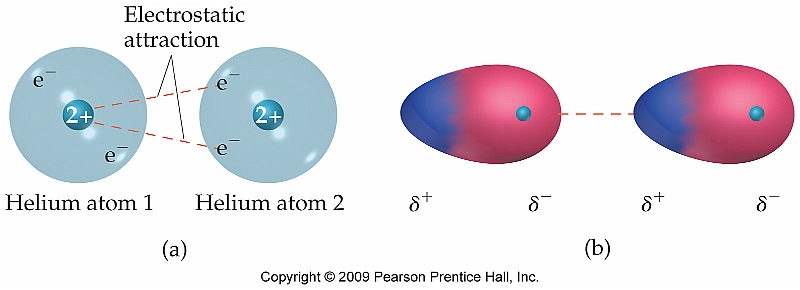 Electrostatic
attraction
e⁻
2+
e⁻
e⁻
2+
e⁻
Helium atom 1
Helium atom 2
δ⁺
δ⁻
δ⁺
δ⁻
(a)
(b)
Copyright © 2009 Pearson Prentice Hall, Inc.